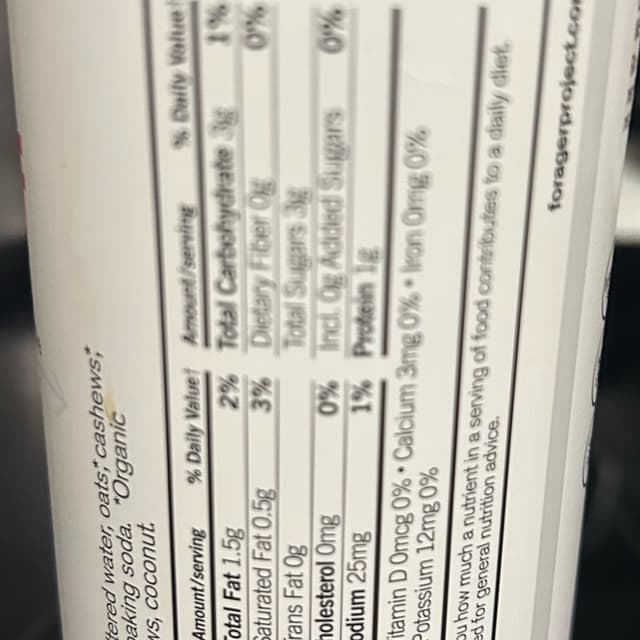 tered water, oats,* cashews,*
aking soda. *Organic
ws, coconut.
Amount/serving % Daily Value† Amount/serving % Daily Value†
Total Fat 1.5g 2% Total Carbohydrate 3g 1%
Saturated Fat 0.5g 3% Dietary Fiber 0g 0%
Trans Fat 0g Total Sugars 3g
holesterol 0mg 0% Incl. 0g Added Sugars 0%
odium 25mg 1% Protein 1g
itamin D 0mcg 0% • Calcium 3mg 0% • Iron 0mg 0%
Potassium 12mg 0%
ou how much a nutrient in a serving of food contributes to a daily diet.
ed for general nutrition advice.
foragerproject.com